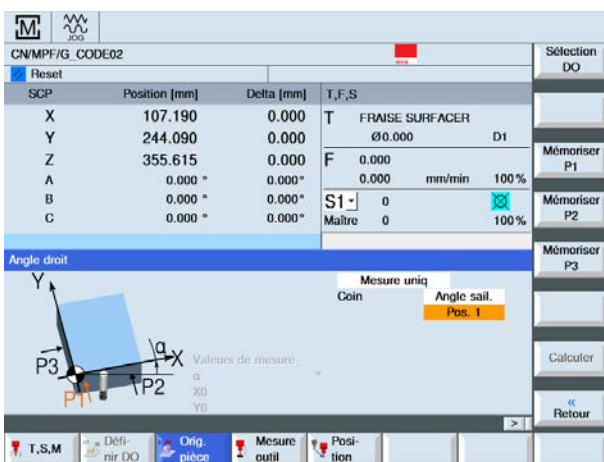 M
JOG
CN/MPF/G_CODE02
Reset
SCP Position [mm] Delta [mm] T,F,S
X 107.190 0.000
Y 244.090 0.000
Z 355.615 0.000
A 0.000 ° 0.000°
B 0.000 ° 0.000°
C 0.000 ° 0.000°
T FRAISE SURFACER
Ø0.000 D1
F 0.000
0.000 mm/min 100%
S1 0
Maître 0 100%
Angle droit
Mesure uniq
Coin Angle sail.
Pos. 1
Y
α
X
P3
P1
P2
Valeurs de mesure
α °
X0
Y0
Sélection
DO
Mémoriser
P1
Mémoriser
P2
Mémoriser
P3
Calculer
«
Retour
>
T,S,M
Défi-
nir DO
Orig.
pièce
Mesure
outil
Posi-
tion